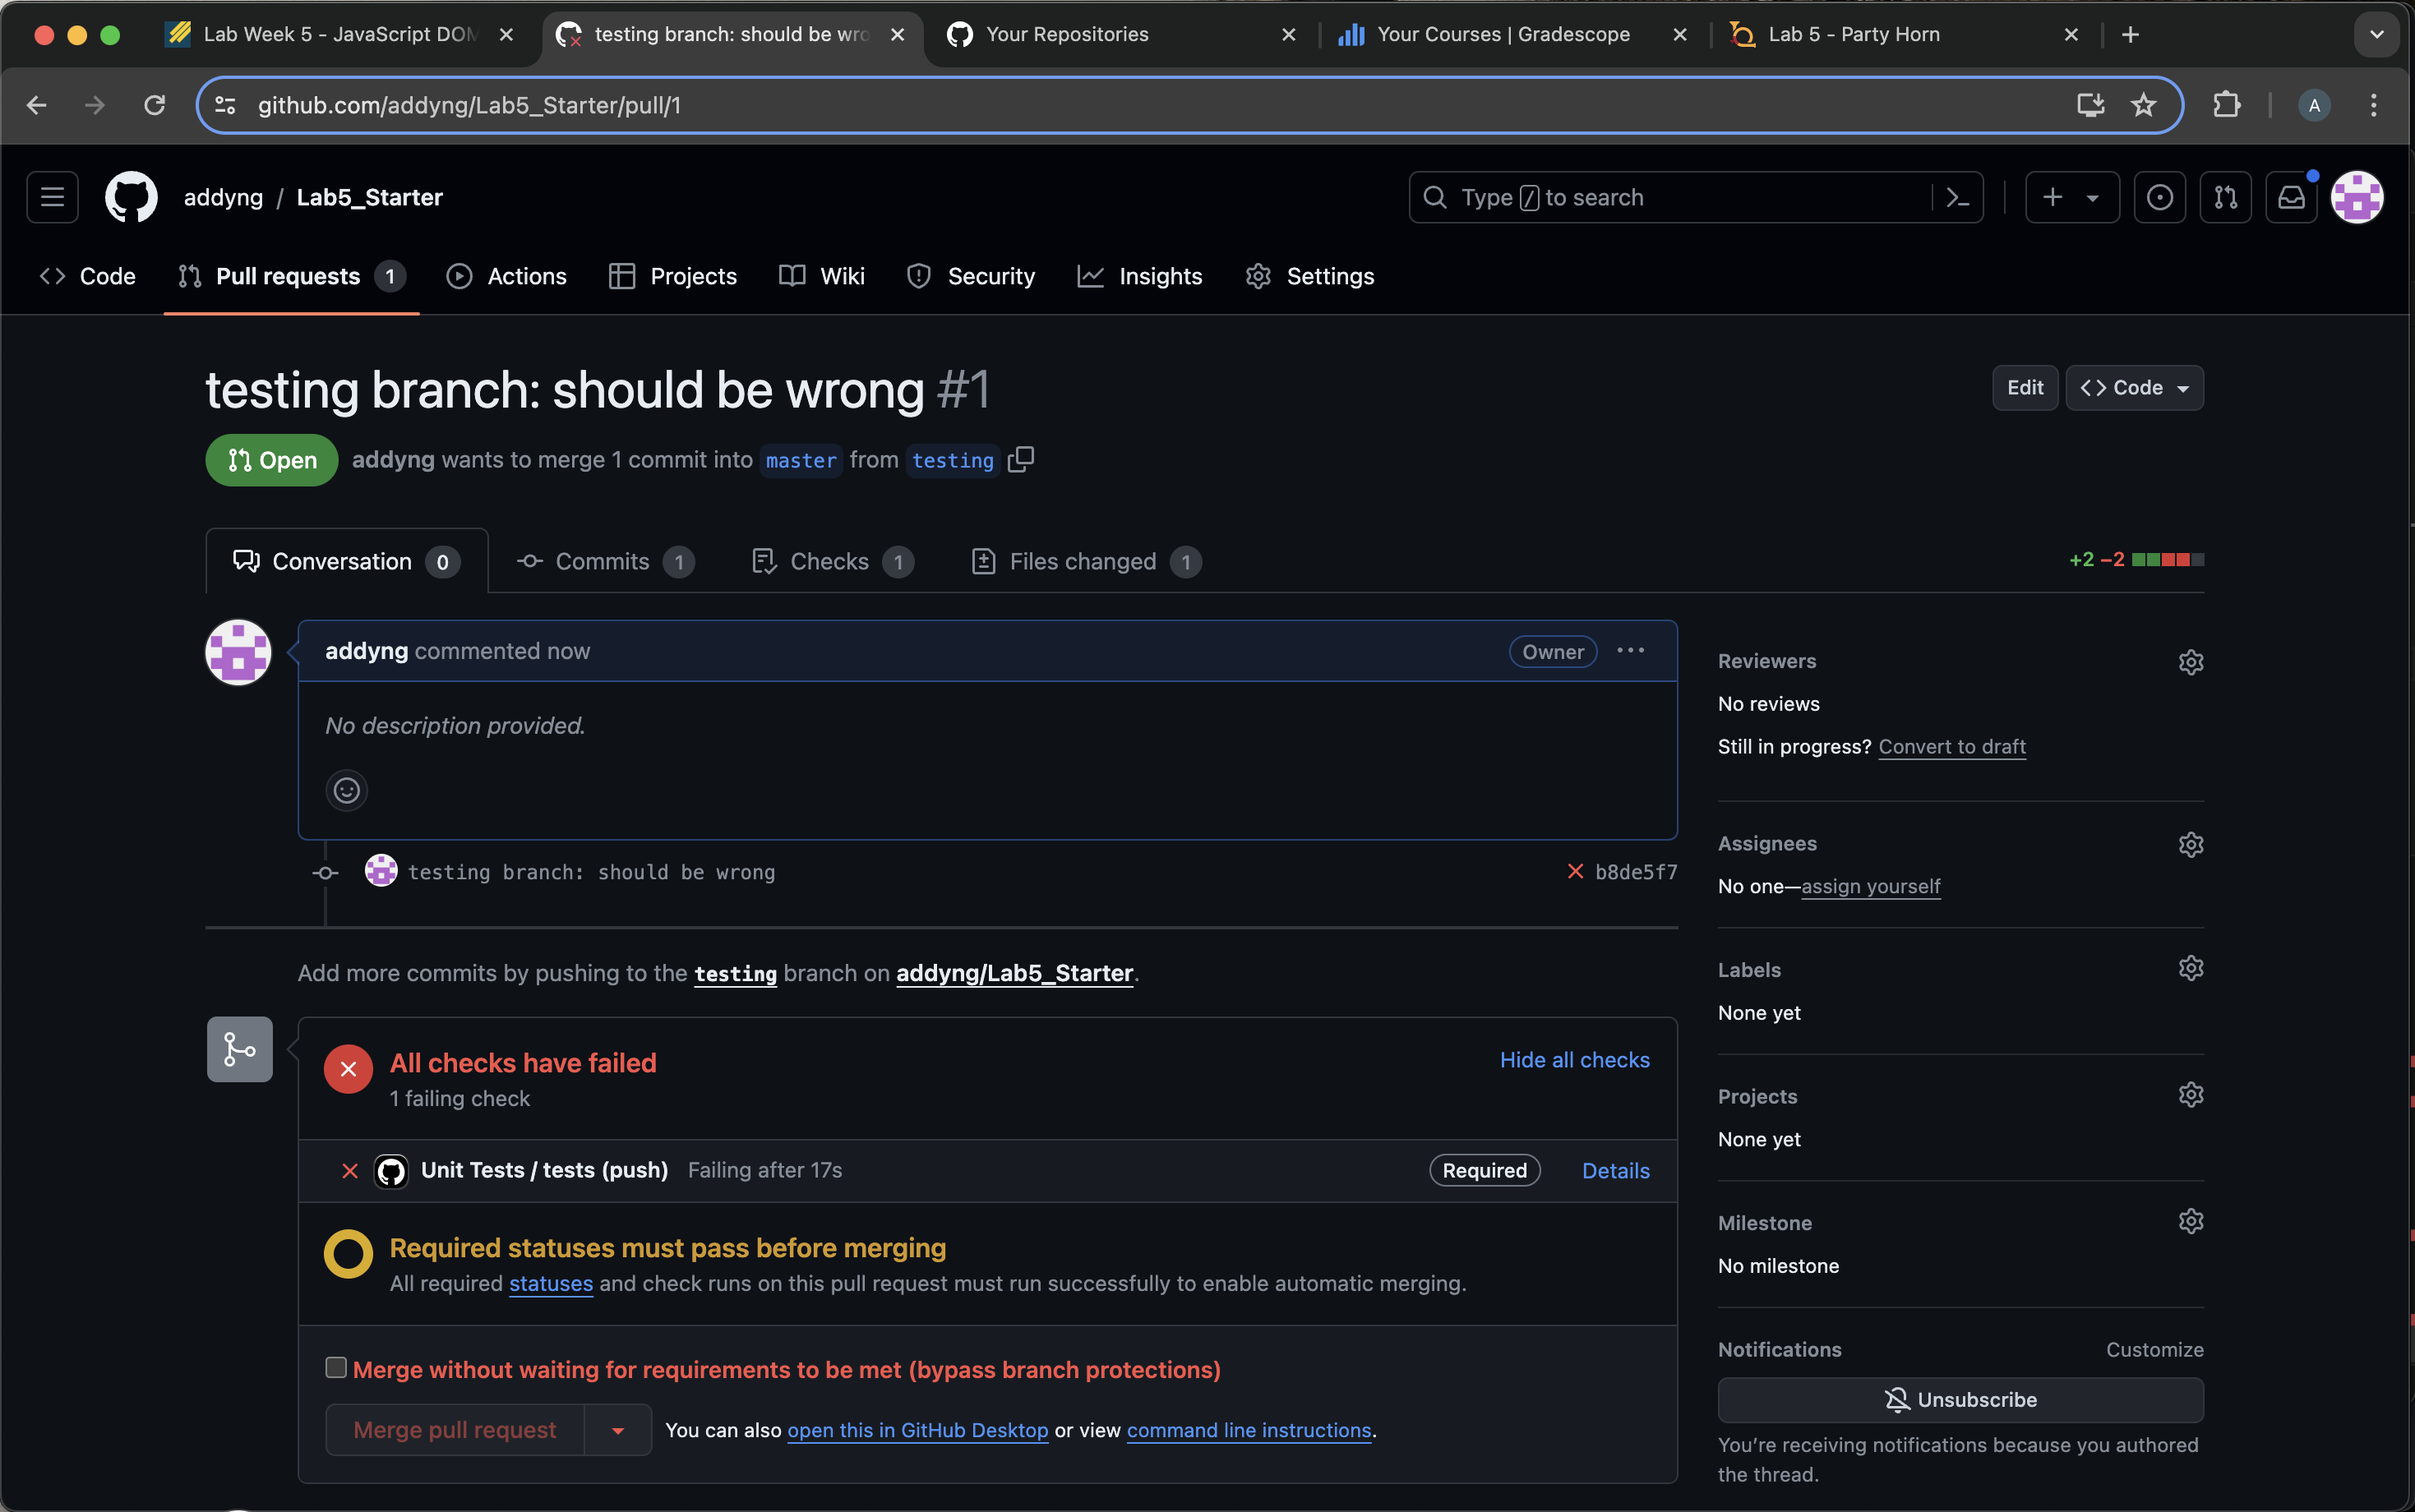 Lab Week 5 - JavaScript DOM
testing branch: should be wro
Your Repositories
Your Courses | Gradescope
Lab 5 - Party Horn
github.com/addyng/Lab5_Starter/pull/1
A
addyng / Lab5_Starter
Type / to search
Code
Pull requests 1
Actions
Projects
Wiki
Security
Insights
Settings
testing branch: should be wrong #1
Edit
<> Code
Open
addyng wants to merge 1 commit into master from testing
Conversation 0
Commits 1
Checks 1
Files changed 1
+2 −2
addyng commented now
Owner
No description provided.
testing branch: should be wrong
b8de5f7
Add more commits by pushing to the testing branch on addyng/Lab5_Starter.
All checks have failed
1 failing check
Hide all checks
Unit Tests / tests (push) Failing after 17s
Required
Details
Required statuses must pass before merging
All required statuses and check runs on this pull request must run successfully to enable automatic merging.
Merge without waiting for requirements to be met (bypass branch protections)
Merge pull request
You can also open this in GitHub Desktop or view command line instructions.
Reviewers
No reviews
Still in progress? Convert to draft
Assignees
No one—assign yourself
Labels
None yet
Projects
None yet
Milestone
No milestone
Notifications
Customize
Unsubscribe
You're receiving notifications because you authored
the thread.